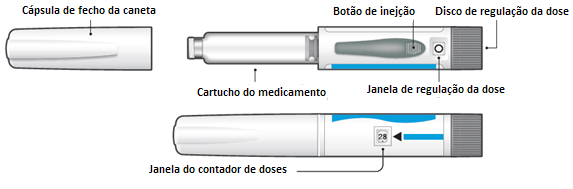 Cápsula de fecho da caneta
Botão de inejção
Disco de regulação da dose
Cartucho do medicamento
Janela de regulação da dose
28
Janela do contador de doses